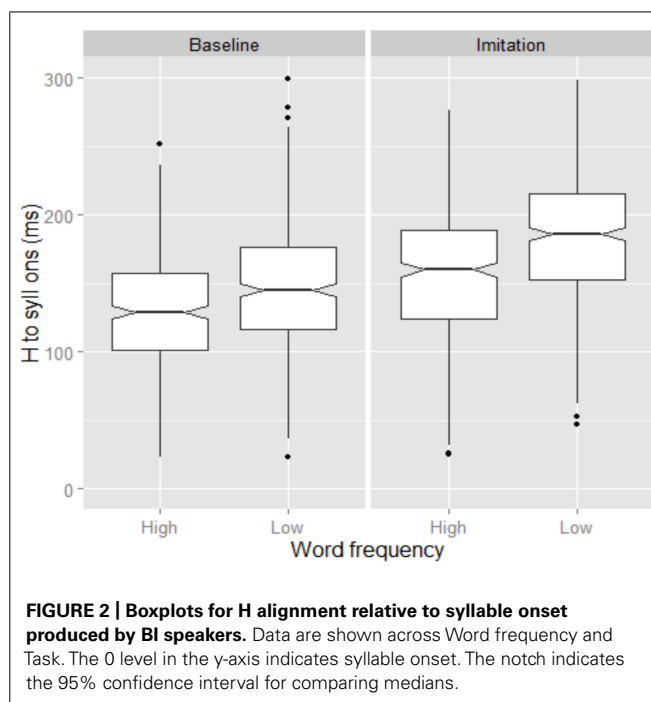 Baseline Imitation
300
200
100
0
H to syll ons (ms)
High Low High Low
Word frequency
FIGURE 2 | Boxplots for H alignment relative to syllable onset
produced by BI speakers. Data are shown across Word frequency and
Task. The 0 level in the y-axis indicates syllable onset. The notch indicates
the 95% confidence interval for comparing medians.